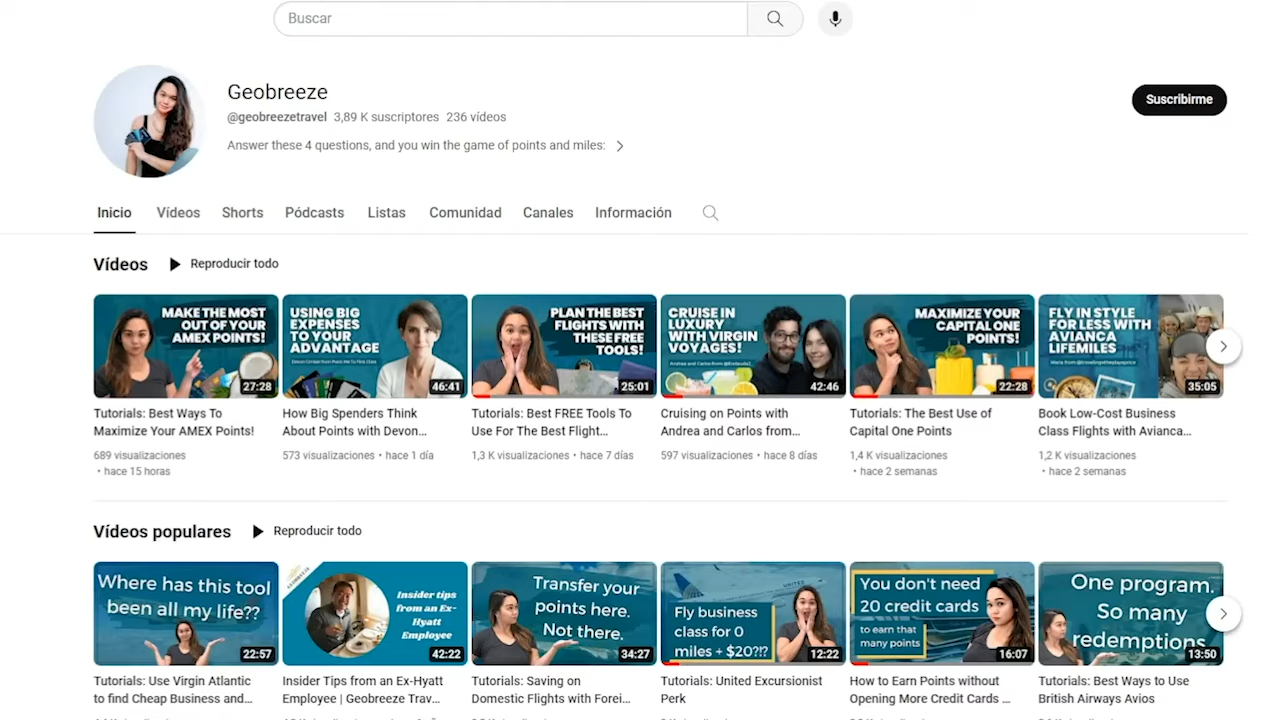 Buscar
Geobreeze
@geobreezetravel 3,89 K suscriptores 236 vídeos
Answer these 4 questions, and you win the game of points and miles:
Suscribirme
Inicio Vídeos Shorts Pódcasts Listas Comunidad Canales Información
Vídeos Reproducir todo
MAKE THE MOST
OUT OF YOUR
AMEX POINTS!
27:28
USING BIG
EXPENSES
TO YOUR
ADVANTAGE
46:41
PLAN THE BEST
FLIGHTS WITH
THESE FREE
TOOLS!
25:01
CRUISE IN
LUXURY
WITH VIRGIN
VOYAGES!
42:46
MAXIMIZE YOUR
CAPITAL ONE
POINTS!
22:28
FLY IN STYLE
FOR LESS WITH
AVIANCA
LIFEMILES
35:05
Tutorials: Best Ways To
Maximize Your AMEX Points!
689 visualizaciones
• hace 15 horas
How Big Spenders Think
About Points with Devon...
573 visualizaciones • hace 1 día
Tutorials: Best FREE Tools To
Use For The Best Flight...
1,3 K visualizaciones • hace 7 días
Cruising on Points with
Andrea and Carlos from...
597 visualizaciones • hace 8 días
Tutorials: The Best Use of
Capital One Points
1,4 K visualizaciones
• hace 2 semanas
Book Low-Cost Business
Class Flights with Avianca...
1,2 K visualizaciones
• hace 2 semanas
Vídeos populares Reproducir todo
Where has this tool
been all my life??
22:57
Insider tips
from an Ex-
Hyatt
Employee
42:22
Transfer your
points here.
Not there.
34:27
Fly business
class for 0
miles + $20?!?
12:22
You don't need
20 credit cards
to earn that
many points
16:07
One program.
So many
redemptions
13:50
Tutorials: Use Virgin Atlantic
to find Cheap Business and...
Insider Tips from an Ex-Hyatt
Employee | Geobreeze Trav...
Tutorials: Saving on
Domestic Flights with Forei...
Tutorials: United Excursionist
Perk
How to Earn Points without
Opening More Credit Cards ...
Tutorials: Best Ways to Use
British Airways Avios